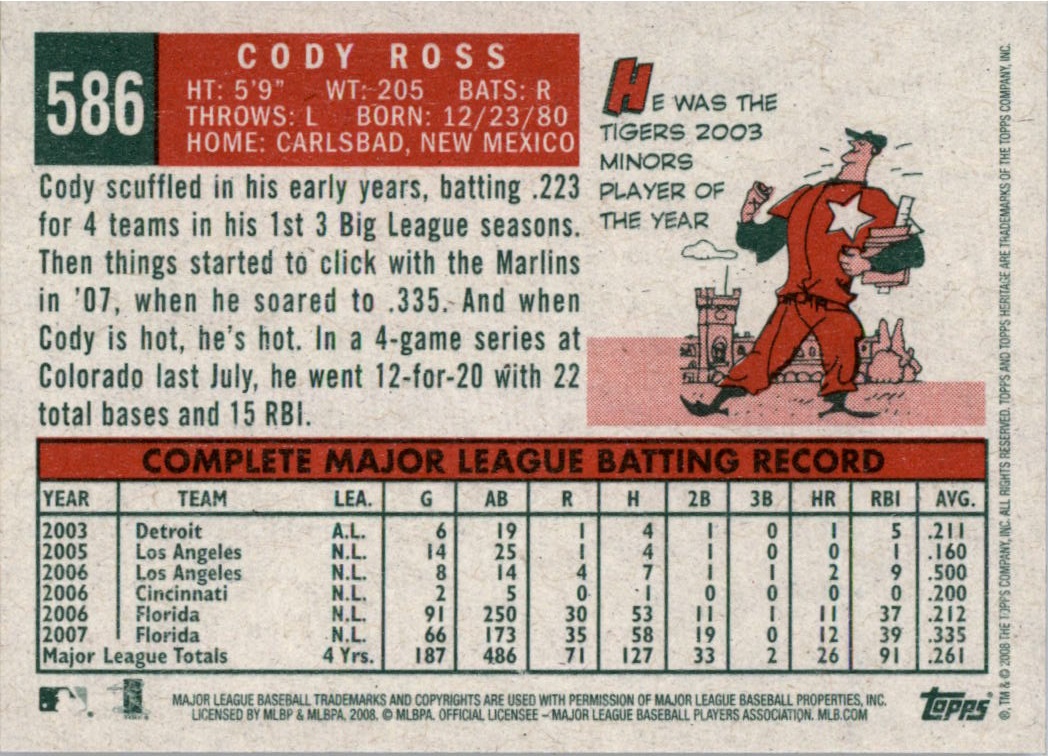 586
CODY ROSS
HT: 5'9" WT: 205 BATS: R
THROWS: L BORN: 12/23/80
HOME: CARLSBAD, NEW MEXICO
Cody scuffled in his early years, batting .223
for 4 teams in his 1st 3 Big League seasons.
Then things started to click with the Marlins
in '07, when he soared to .335. And when
Cody is hot, he's hot. In a 4-game series at
Colorado last July, he went 12-for-20 with 22
total bases and 15 RBI.
HE WAS THE
TIGERS 2003
MINORS
PLAYER OF
THE YEAR
COMPLETE MAJOR LEAGUE BATTING RECORD
YEAR TEAM LEA. G AB R H 2B 3B HR RBI AVG.
2003 Detroit A.L. 6 19 1 4 1 0 1 5 .211
2005 Los Angeles N.L. 14 25 1 4 1 0 0 1 .160
2006 Los Angeles N.L. 8 14 4 7 1 1 2 9 .500
2006 Cincinnati N.L. 2 5 0 1 0 0 0 0 .200
2006 Florida N.L. 91 250 30 53 11 1 11 37 .212
2007 Florida N.L. 66 173 35 58 19 0 12 39 .335
Major League Totals 4 Yrs. 187 486 71 127 33 2 26 91 .261
MAJOR LEAGUE BASEBALL TRADEMARKS AND COPYRIGHTS ARE USED WITH PERMISSION OF MAJOR LEAGUE BASEBALL PROPERTIES, INC.
LICENSED BY MLBP & MLBPA, 2008. © MLBPA. OFFICIAL LICENSEE – MAJOR LEAGUE BASEBALL PLAYERS ASSOCIATION. MLB.COM
Topps
®, TM & © 2008 THE TOPPS COMPANY, INC. ALL RIGHTS RESERVED. TOPPS AND TOPPS HERITAGE ARE TRADEMARKS OF THE TOPPS COMPANY, INC.